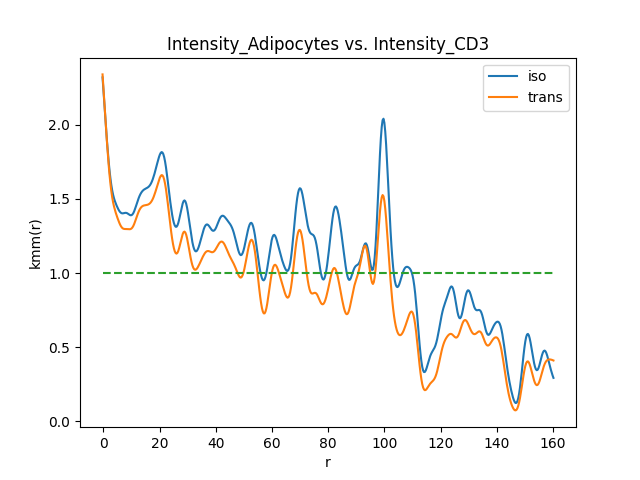 Intensity_Adipocytes vs. Intensity_CD3
iso
trans
kmm(r)
2.0
1.5
1.0
0.5
0.0
0 20 40 60 80 100 120 140 160
r